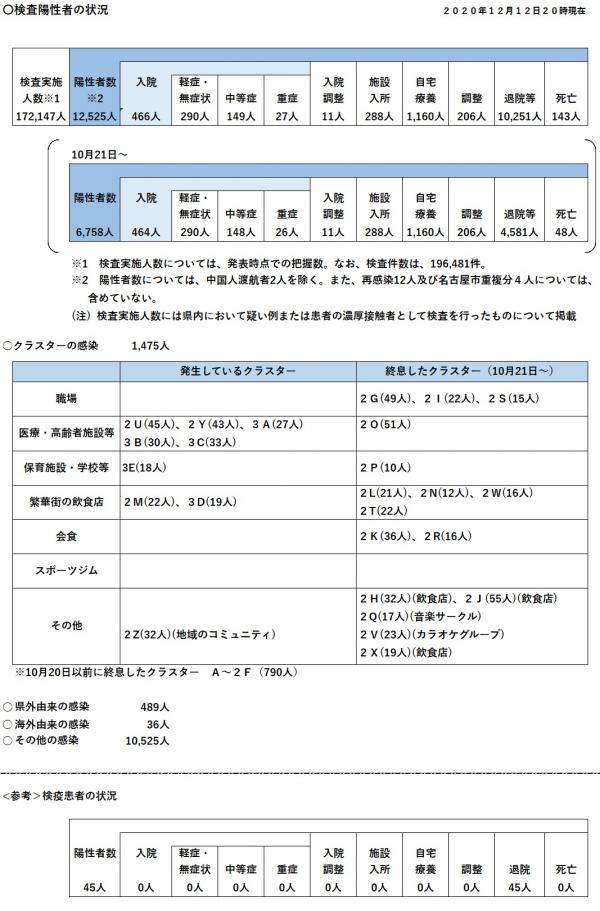 ○検査陽性者の状況
２０２０年１２月１２日２０時現在
検査実施人数※1 陽性者数※2 入院 軽症・無症状 中等症 重症 入院調整 施設入所 自宅療養 調整 退院等 死亡
172,147人 12,525人 466人 290人 149人 27人 11人 288人 1,160人 206人 10,251人 143人
10月21日～
陽性者数 入院 軽症・無症状 中等症 重症 入院調整 施設入所 自宅療養 調整 退院等 死亡
6,758人 464人 290人 148人 26人 11人 288人 1,160人 206人 4,581人 48人
※1　検査実施人数については、発表時点での把握数。なお、検査件数は、196,481件。
※2　陽性者数については、中国人渡航者2人を除く。また、再感染12人及び名古屋市重複分４人については、
含めていない。
（注）検査実施人数には県内において疑い例または患者の濃厚接触者として検査を行ったものについて掲載
○クラスターの感染　1,475人
発生しているクラスター 終息したクラスター（10月21日～）
職場 ２Ｇ(49人)、２Ｉ(22人)、２Ｓ(15人)
医療・高齢者施設等 ２Ｕ(45人)、２Ｙ(43人)、３Ａ(27人) ２Ｏ(51人)
３Ｂ(30人)、３Ｃ(33人)
保育施設・学校等 3E(18人) ２Ｐ(10人)
繁華街の飲食店 ２Ｍ(22人)、３Ｄ(19人) ２Ｌ(21人)、２Ｎ(12人)、２Ｗ(16人)
２Ｔ(22人)
会食 ２Ｋ(36人)、２Ｒ(16人)
スポーツジム
その他 ２Ｚ(32人)(地域のコミュニティ) ２Ｈ(32人)(飲食店)、２Ｊ(55人)(飲食店)
２Ｑ(17人)(音楽サークル)
２Ｖ(23人)(カラオケグループ)
２Ｘ(19人)(飲食店)
※10月20日以前に終息したクラスター　Ａ～２Ｆ（790人）
○ 県外由来の感染　489人
○ 海外由来の感染　36人
○ その他の感染　10,525人
＜参考＞検疫患者の状況
陽性者数 入院 軽症・無症状 中等症 重症 入院調整 施設入所 自宅療養 調整 退院 死亡
45人 0人 0人 0人 0人 0人 0人 0人 0人 45人 0人